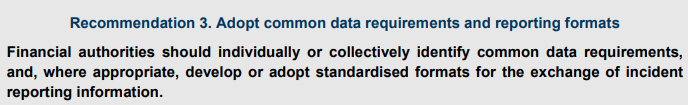 Recommendation 3. Adopt common data requirements and reporting formats
Financial authorities should individually or collectively identify common data requirements,
and, where appropriate, develop or adopt standardised formats for the exchange of incident
reporting information.